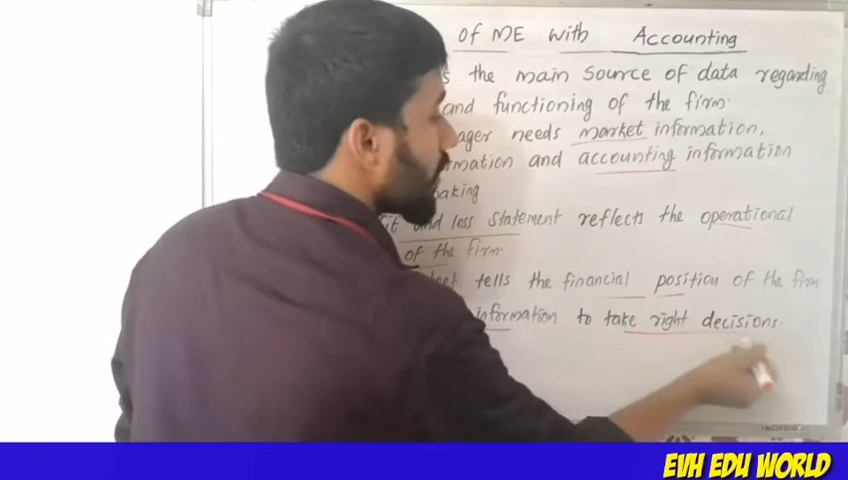 of ME with Accounting
the main source of data regarding
and functioning of the firm.
needs market information,
and accounting information
and loss statement reflects the operational
of the firm.
tells the financial position of the firm
information to take right decisions.
EVH EDU WORLD